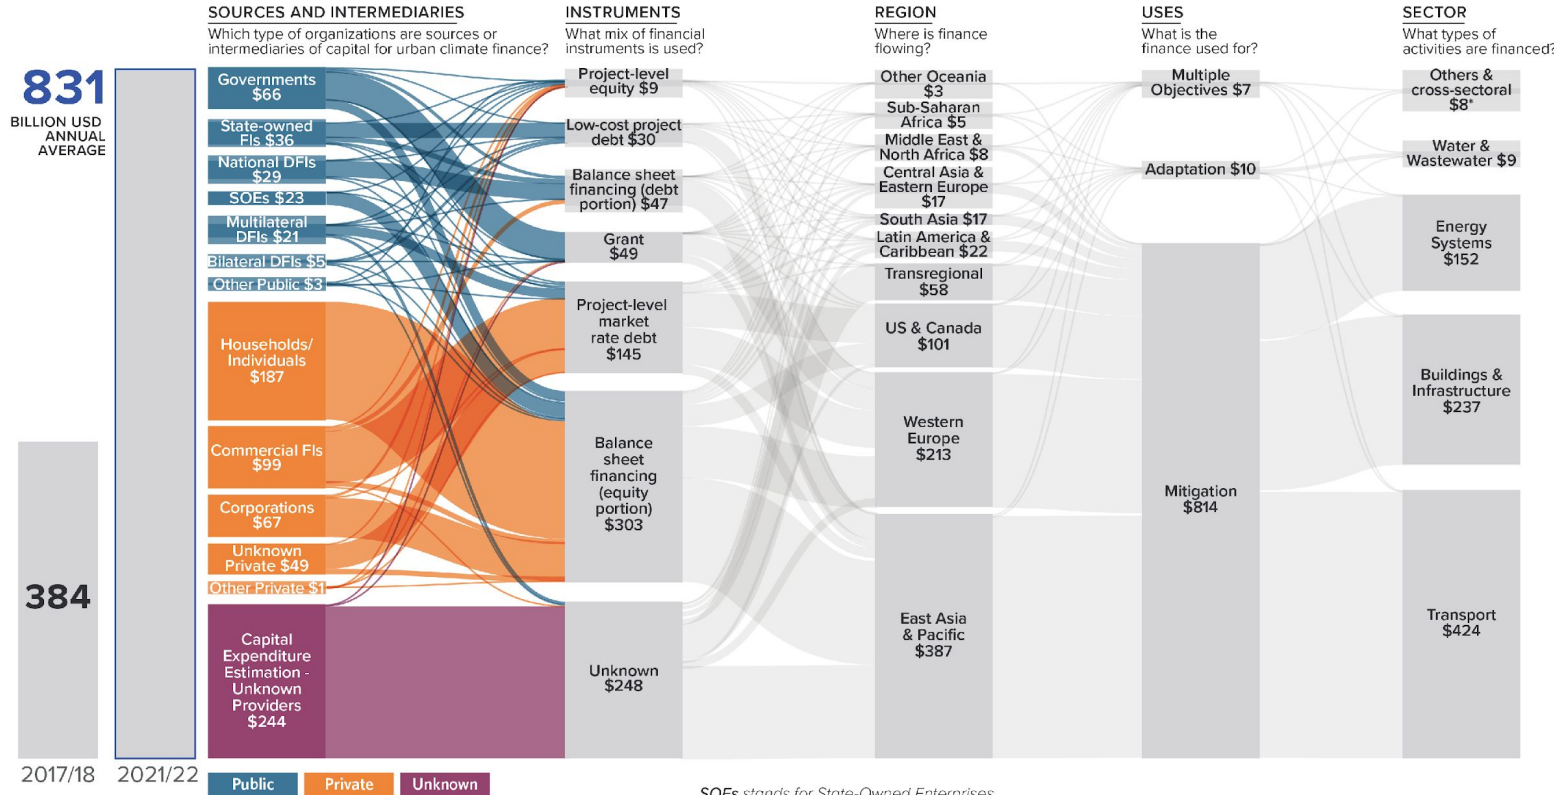 SOURCES AND INTERMEDIARIES
Which type of organizations are sources or
intermediaries of capital for urban climate finance?
INSTRUMENTS
What mix of financial
instruments is used?
REGION
Where is finance
flowing?
USES
What is the
finance used for?
SECTOR
What types of
activities are financed?
831
BILLION USD
ANNUAL
AVERAGE
384
2017/18
2021/22
Governments
$66
State-owned
FIs $36
National DFIs
$29
SOEs $23
Multilateral
DFIs $21
Bilateral DFIs $5
Other Public $3
Households/
Individuals
$187
Commercial FIs
$99
Corporations
$67
Unknown
Private $49
Other Private $1
Capital
Expenditure
Estimation -
Unknown
Providers
$244
Project-level
equity $9
Low-cost project
debt $30
Balance sheet
financing (debt
portion) $47
Grant
$49
Project-level
market
rate debt
$145
Balance
sheet
financing
(equity
portion)
$303
Unknown
$248
Other Oceania
$3
Sub-Saharan
Africa $5
Middle East &
North Africa $8
Central Asia &
Eastern Europe
$17
South Asia $17
Latin America &
Caribbean $22
Transregional
$58
US & Canada
$101
Western
Europe
$213
East Asia
& Pacific
$387
Multiple
Objectives $7
Adaptation $10
Mitigation
$814
Others &
cross-sectoral
$8*
Water &
Wastewater $9
Energy
Systems
$152
Buildings &
Infrastructure
$237
Transport
$424
Public
Private
Unknown
SOEs stands for State-Owned Enterprises